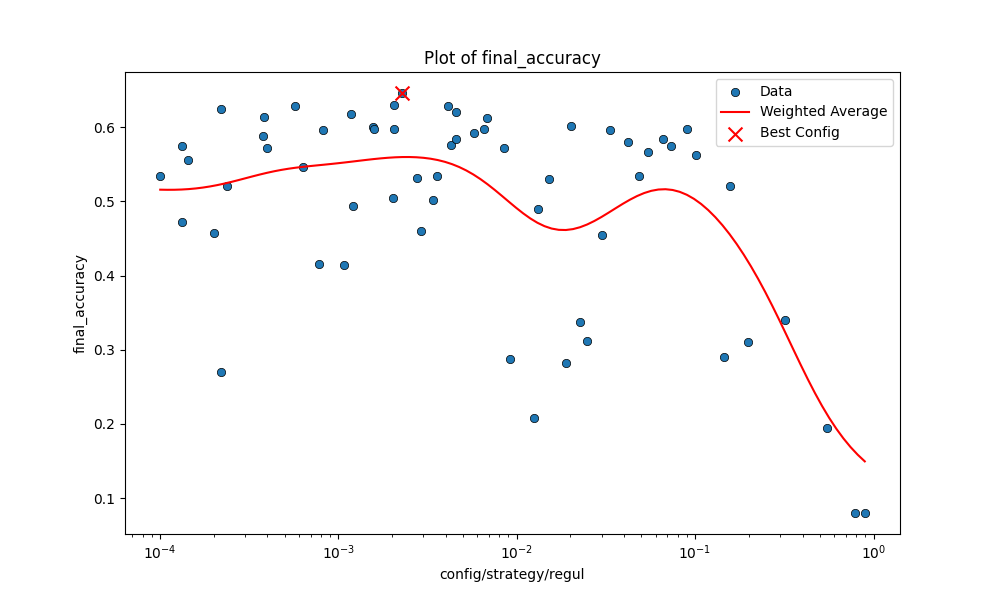 Plot of final_accuracy
Data
Weighted Average
Best Config
final_accuracy
0.6
0.5
0.4
0.3
0.2
0.1
10⁻⁴
10⁻³
10⁻²
10⁻¹
10⁰
config/strategy/regul